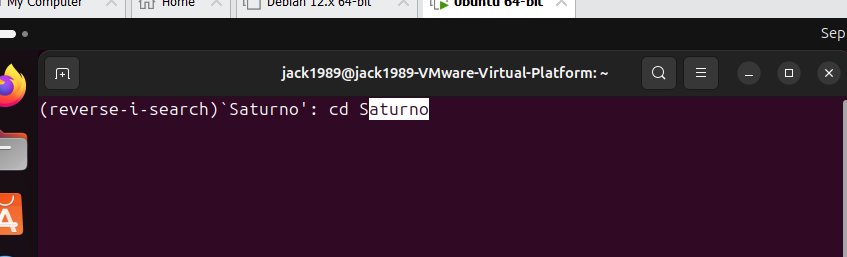 My Computer
Home
Debian 12.x 64-bit
Ubuntu 64-bit
Sep
jack1989@jack1989-VMware-Virtual-Platform: ~
(reverse-i-search)`Saturno': cd Saturno